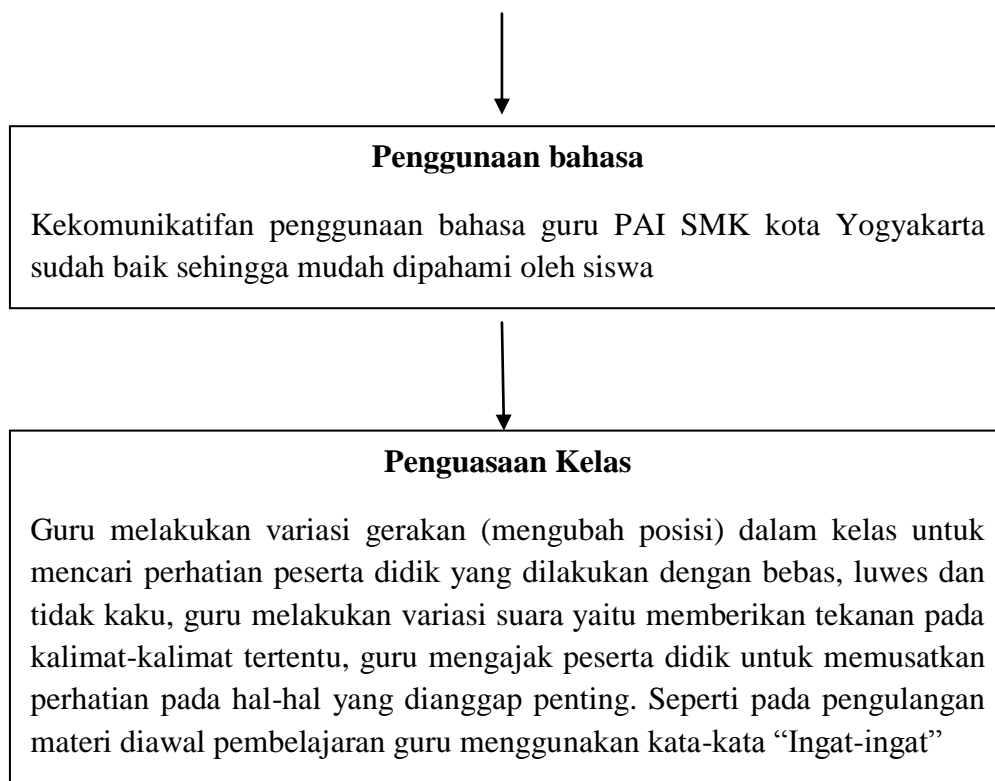 Penggunaan bahasa
Kekomunikatifan penggunaan bahasa guru PAI SMK kota Yogyakarta
sudah baik sehingga mudah dipahami oleh siswa
Penguasaan Kelas
Guru melakukan variasi gerakan (mengubah posisi) dalam kelas untuk
mencari perhatian peserta didik yang dilakukan dengan bebas, luwes dan
tidak kaku, guru melakukan variasi suara yaitu memberikan tekanan pada
kalimat-kalimat tertentu, guru mengajak peserta didik untuk memusatkan
perhatian pada hal-hal yang dianggap penting. Seperti pada pengulangan
materi diawal pembelajaran guru menggunakan kata-kata “Ingat-ingat”